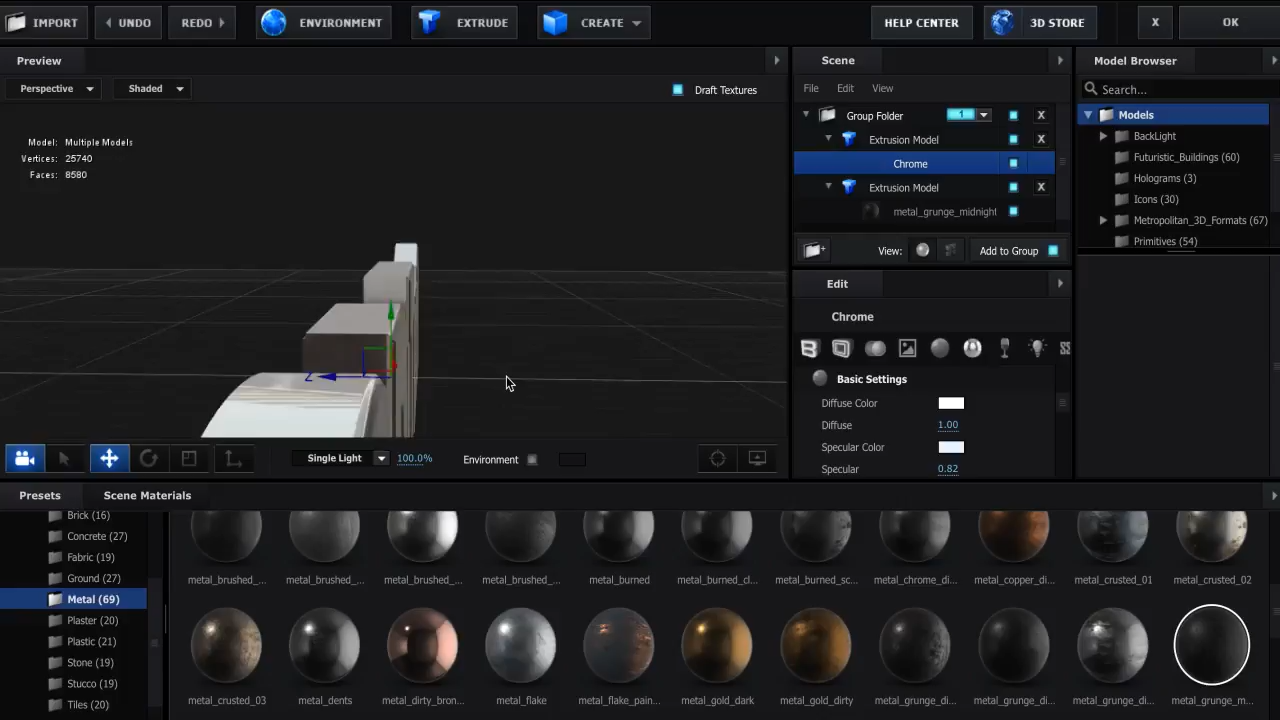 IMPORT UNDO REDO ENVIRONMENT EXTRUDE CREATE HELP CENTER 3D STORE X OK
Preview
Perspective Shaded Draft Textures
Model: Multiple Models
Vertices: 25740
Faces: 8580
Z
Single Light 100.0% Environment
Scene
File Edit View
Group Folder 1 X
Extrusion Model X
Chrome
Extrusion Model X
metal_grunge_midnight
View: Add to Group
Edit
Chrome
Basic Settings
Diffuse Color
Diffuse 1.00
Specular Color
Specular 0.82
Model Browser
Search...
Models
BackLight
Futuristic_Buildings (60)
Holograms (3)
Icons (30)
Metropolitan_3D_Formats (67)
Primitives (54)
Presets Scene Materials
Brick (16)
Concrete (27)
Fabric (19)
Ground (27)
Metal (69)
Plaster (20)
Plastic (21)
Stone (19)
Stucco (19)
Tiles (20)
metal_brushed_... metal_brushed_... metal_brushed_... metal_brushed_... metal_burned metal_burned_cl... metal_burned_sc... metal_chrome_di... metal_copper_di... metal_crusted_01 metal_crusted_02
metal_crusted_03 metal_dents metal_dirty_bron... metal_flake metal_flake_pain... metal_gold_dark metal_gold_dirty metal_grunge_di... metal_grunge_di... metal_grunge_di... metal_grunge_m...